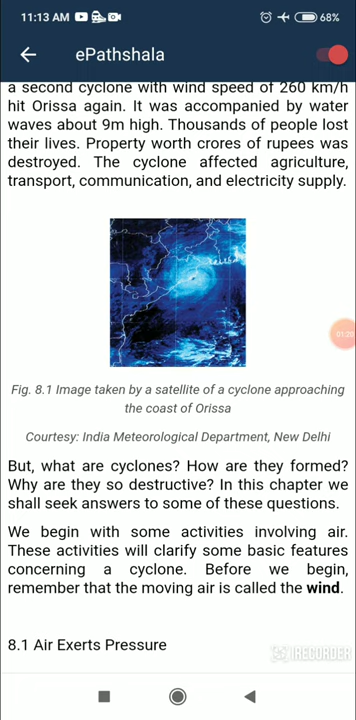 11:13 AM
68%
ePathshala
a second cyclone with wind speed of 260 km/h
hit Orissa again. It was accompanied by water
waves about 9m high. Thousands of people lost
their lives. Property worth crores of rupees was
destroyed. The cyclone affected agriculture,
transport, communication, and electricity supply.
Fig. 8.1 Image taken by a satellite of a cyclone approaching
the coast of Orissa
Courtesy: India Meteorological Department, New Delhi
But, what are cyclones? How are they formed?
Why are they so destructive? In this chapter we
shall seek answers to some of these questions.
We begin with some activities involving air.
These activities will clarify some basic features
concerning a cyclone. Before we begin,
remember that the moving air is called the wind.
8.1 Air Exerts Pressure
RECORDER